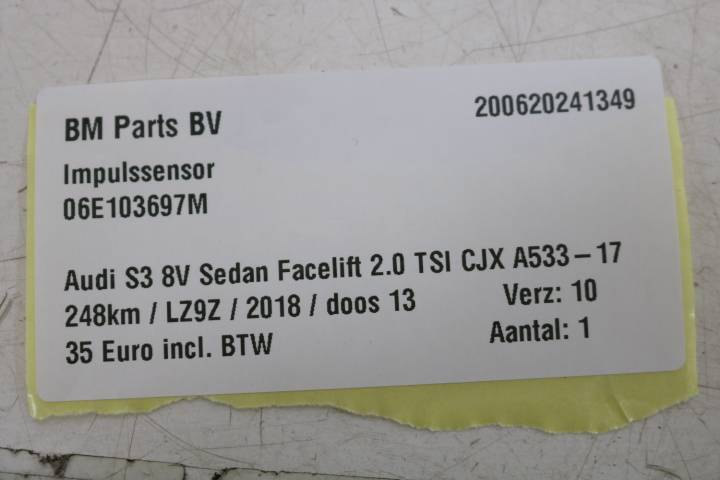 BM Parts BV
200620241349
Impulssensor
06E103697M
Audi S3 8V Sedan Facelift 2.0 TSI CJX A533-17
248km / LZ9Z / 2018 / doos 13 Verz: 10
35 Euro incl. BTW Aantal: 1